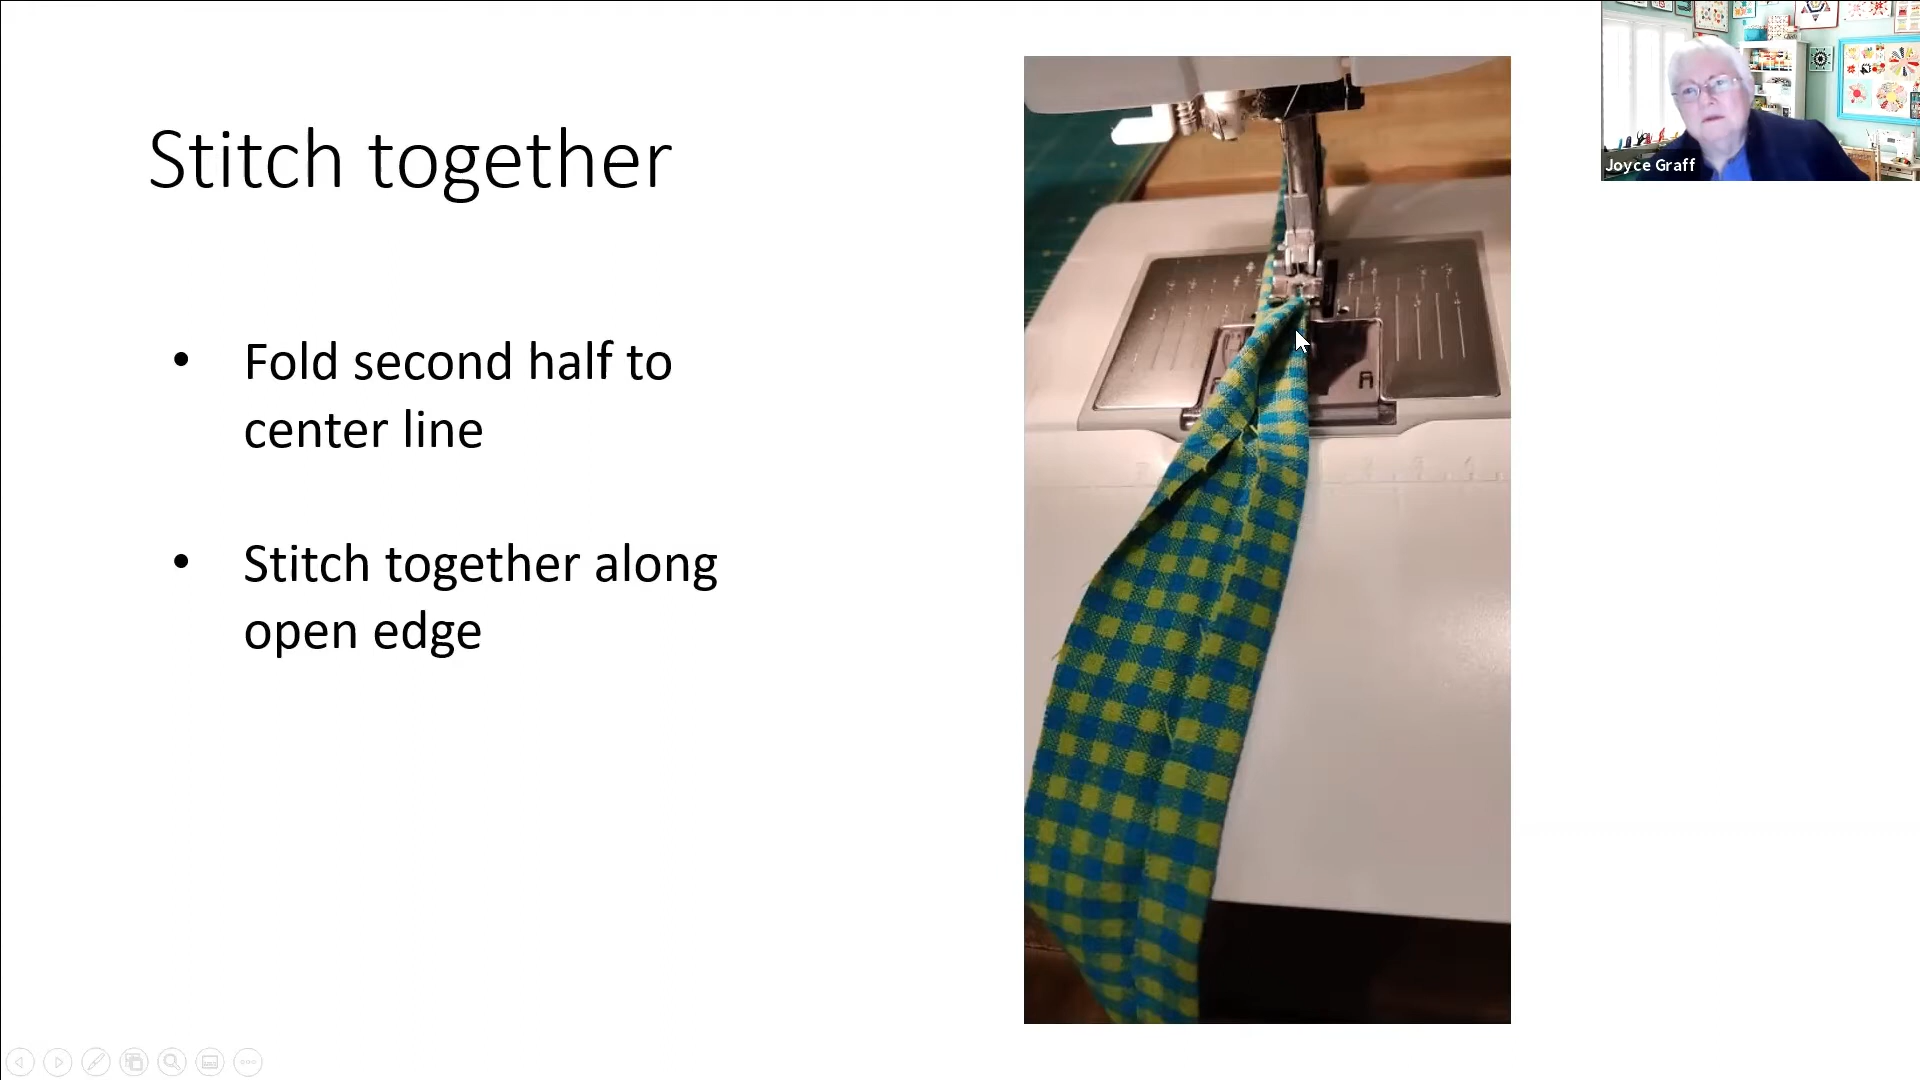 Stitch together
• Fold second half to
center line
• Stitch together along
open edge
Joyce Graff
A